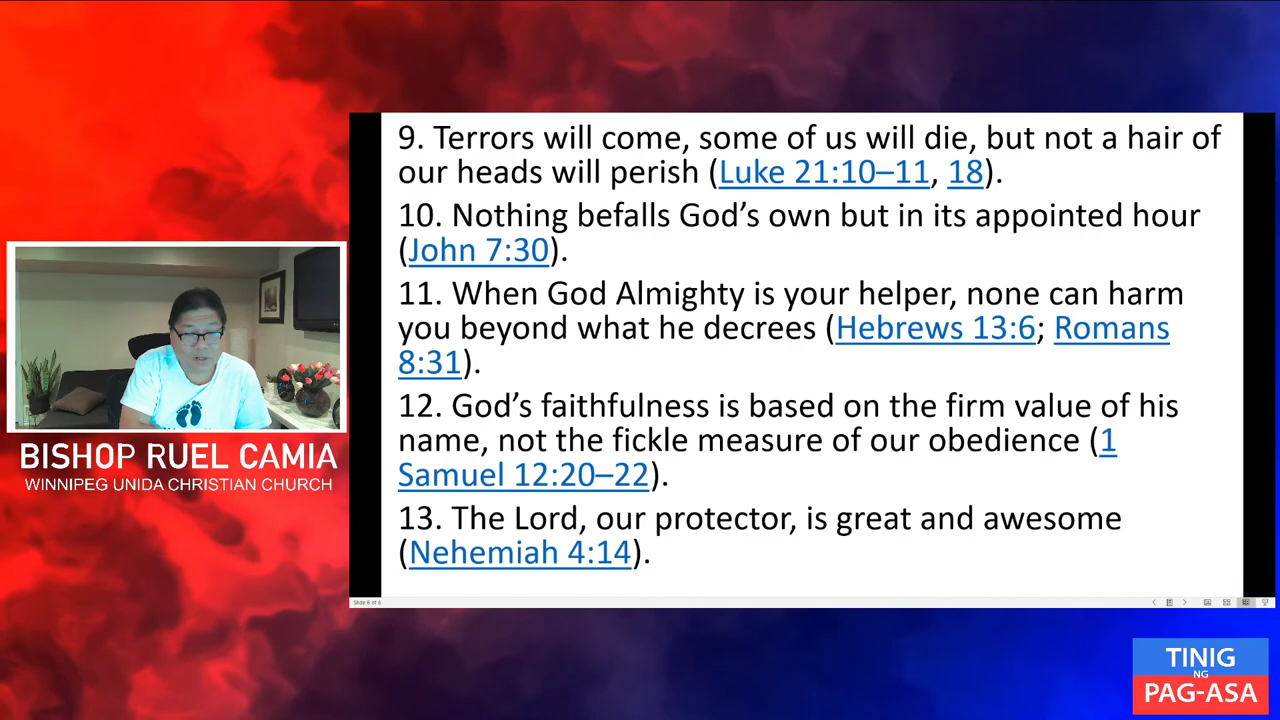 9. Terrors will come, some of us will die, but not a hair of
our heads will perish (Luke 21:10–11, 18).
10. Nothing befalls God’s own but in its appointed hour
(John 7:30).
11. When God Almighty is your helper, none can harm
you beyond what he decrees (Hebrews 13:6; Romans
8:31).
12. God’s faithfulness is based on the firm value of his
name, not the fickle measure of our obedience (1
Samuel 12:20–22).
13. The Lord, our protector, is great and awesome
(Nehemiah 4:14).
Slide 6 of 6
BISHOP RUEL CAMIA
WINNIPEG UNIDA CHRISTIAN CHURCH
TINIG
NG
PAG-ASA